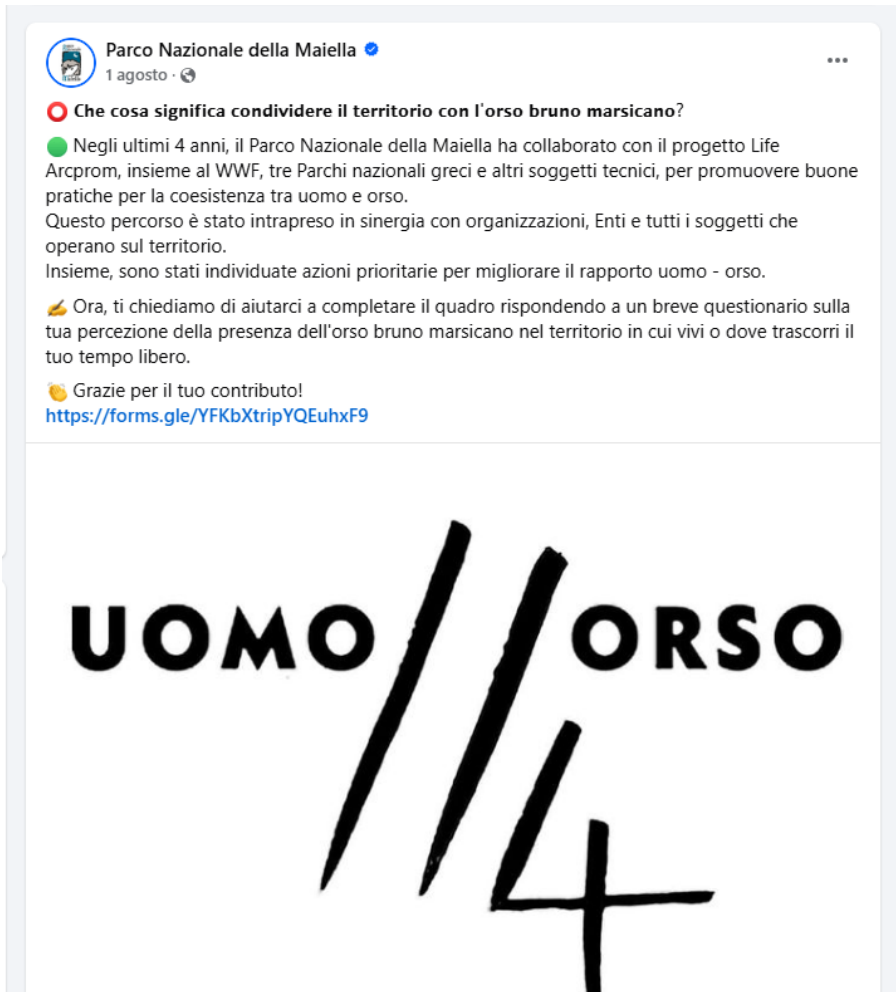 Parco Nazionale della Maiella
1 agosto ·
⭕ Che cosa significa condividere il territorio con l'orso bruno marsicano?
🟢 Negli ultimi 4 anni, il Parco Nazionale della Maiella ha collaborato con il progetto Life
Arcprom, insieme al WWF, tre Parchi nazionali greci e altri soggetti tecnici, per promuovere buone
pratiche per la coesistenza tra uomo e orso.
Questo percorso è stato intrapreso in sinergia con organizzazioni, Enti e tutti i soggetti che
operano sul territorio.
Insieme, sono stati individuate azioni prioritarie per migliorare il rapporto uomo - orso.
✍️ Ora, ti chiediamo di aiutarci a completare il quadro rispondendo a un breve questionario sulla
tua percezione della presenza dell'orso bruno marsicano nel territorio in cui vivi o dove trascorri il
tuo tempo libero.
👏 Grazie per il tuo contributo!
https://forms.gle/YFKbXtripYQEuhxF9
UOMO // ORSO
4